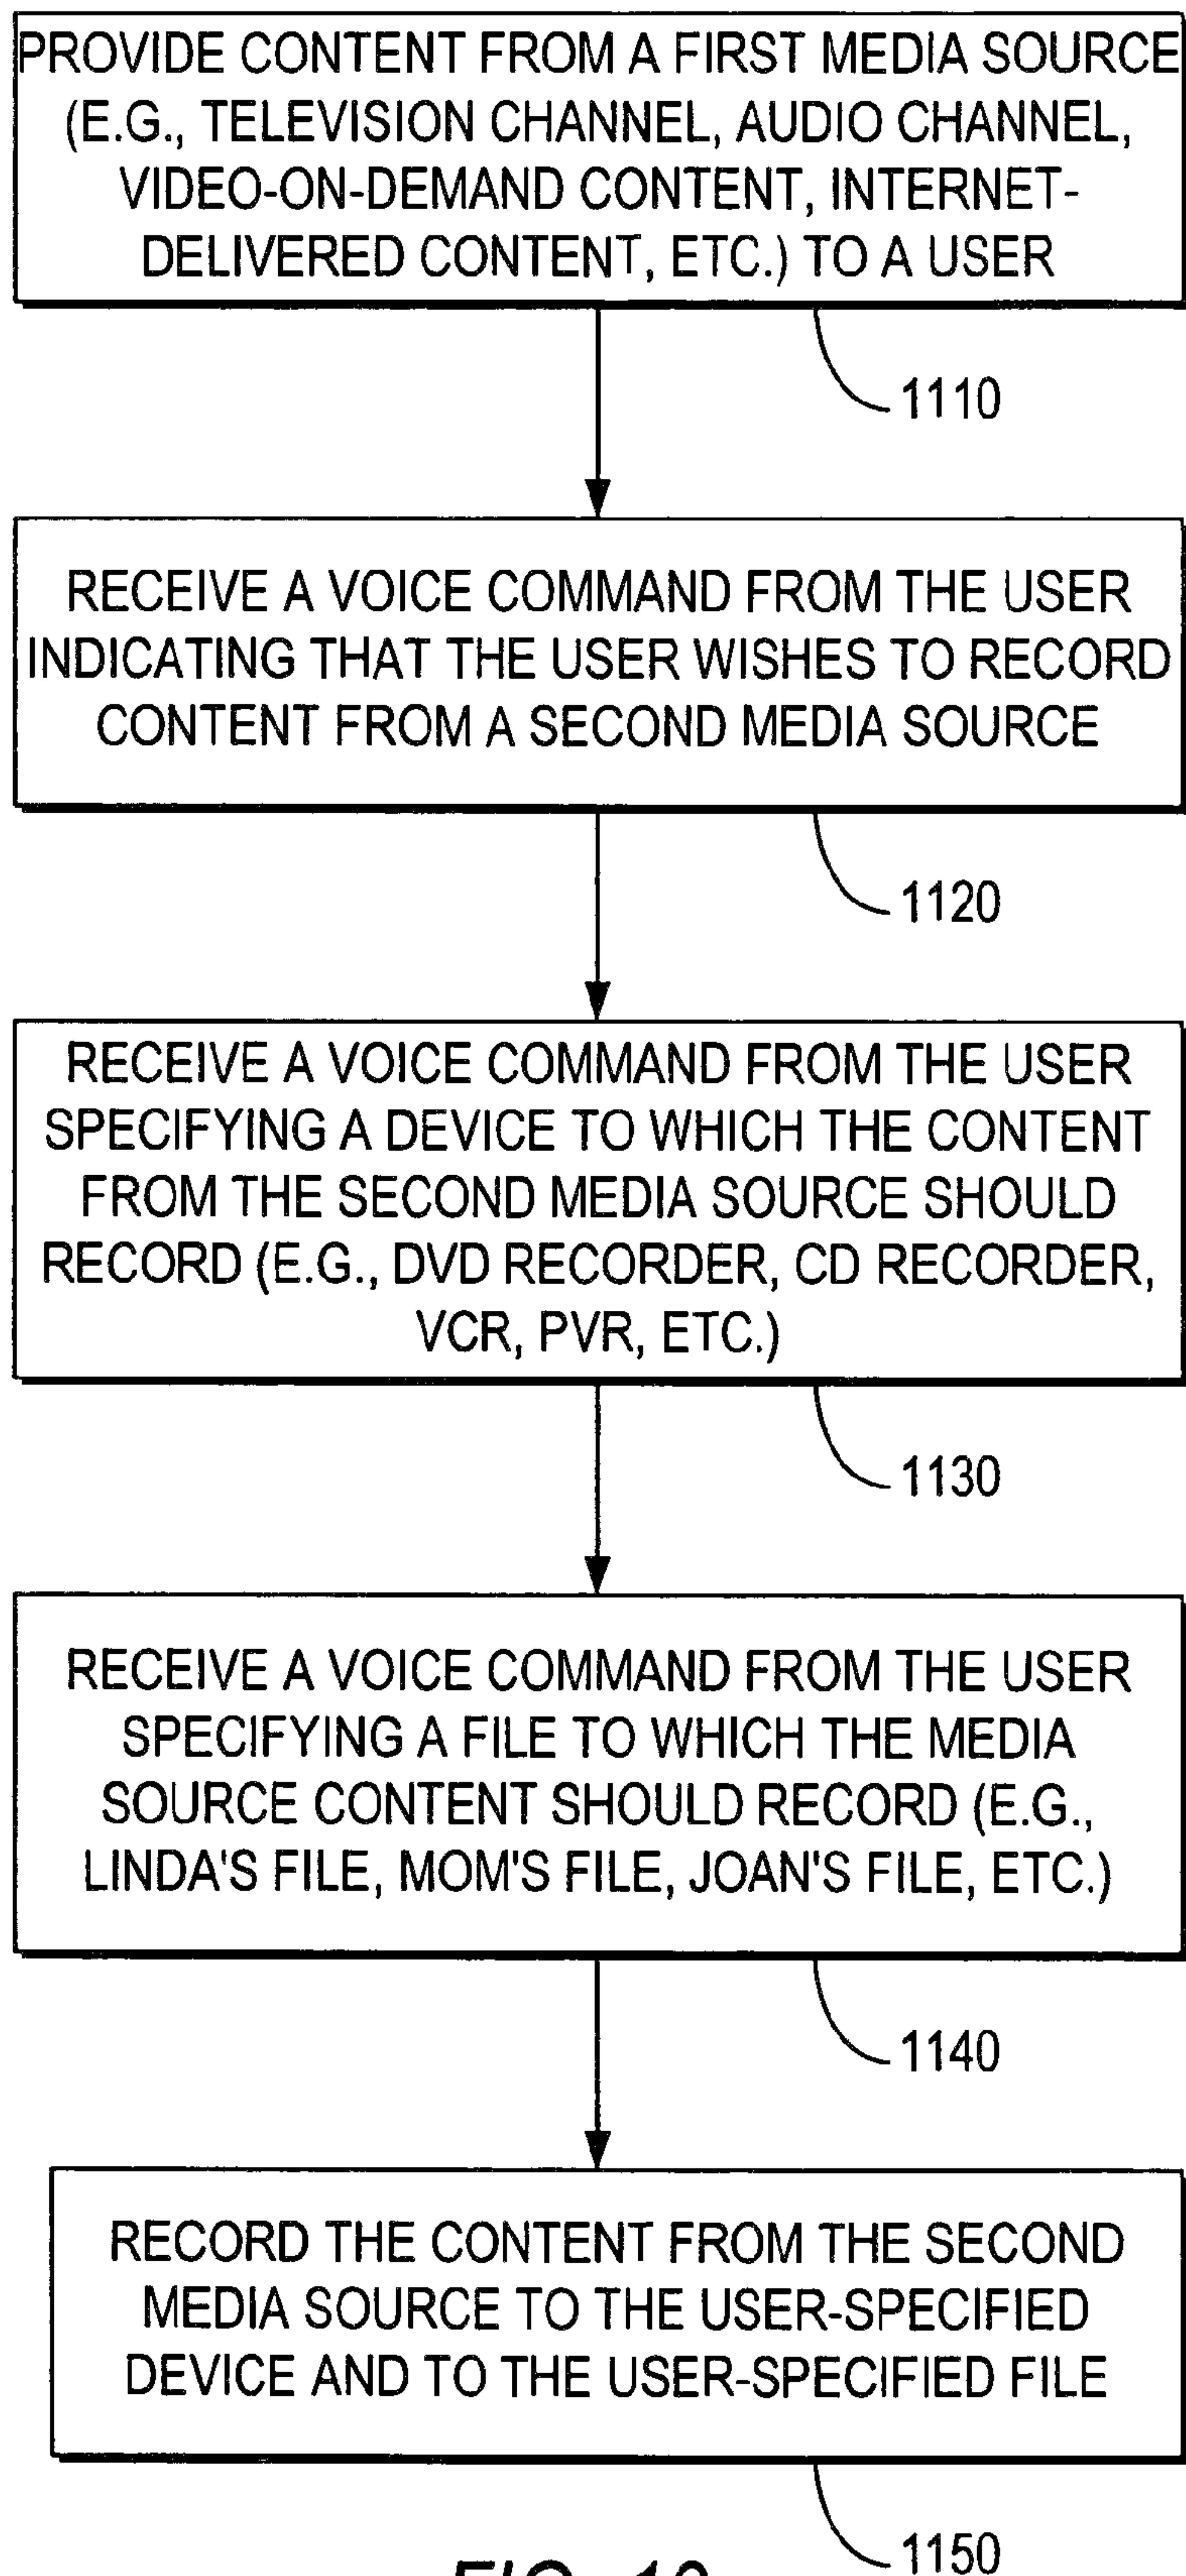 PROVIDE CONTENT FROM A FIRST MEDIA SOURCE
(E.G., TELEVISION CHANNEL, AUDIO CHANNEL,
VIDEO-ON-DEMAND CONTENT, INTERNET-
DELIVERED CONTENT, ETC.) TO A USER
1110
RECEIVE A VOICE COMMAND FROM THE USER
INDICATING THAT THE USER WISHES TO RECORD
CONTENT FROM A SECOND MEDIA SOURCE
1120
RECEIVE A VOICE COMMAND FROM THE USER
SPECIFYING A DEVICE TO WHICH THE CONTENT
FROM THE SECOND MEDIA SOURCE SHOULD
RECORD (E.G., DVD RECORDER, CD RECORDER,
VCR, PVR, ETC.)
1130
RECEIVE A VOICE COMMAND FROM THE USER
SPECIFYING A FILE TO WHICH THE MEDIA
SOURCE CONTENT SHOULD RECORD (E.G.,
LINDA'S FILE, MOM'S FILE, JOAN'S FILE, ETC.)
1140
RECORD THE CONTENT FROM THE SECOND
MEDIA SOURCE TO THE USER-SPECIFIED
DEVICE AND TO THE USER-SPECIFIED FILE
1150